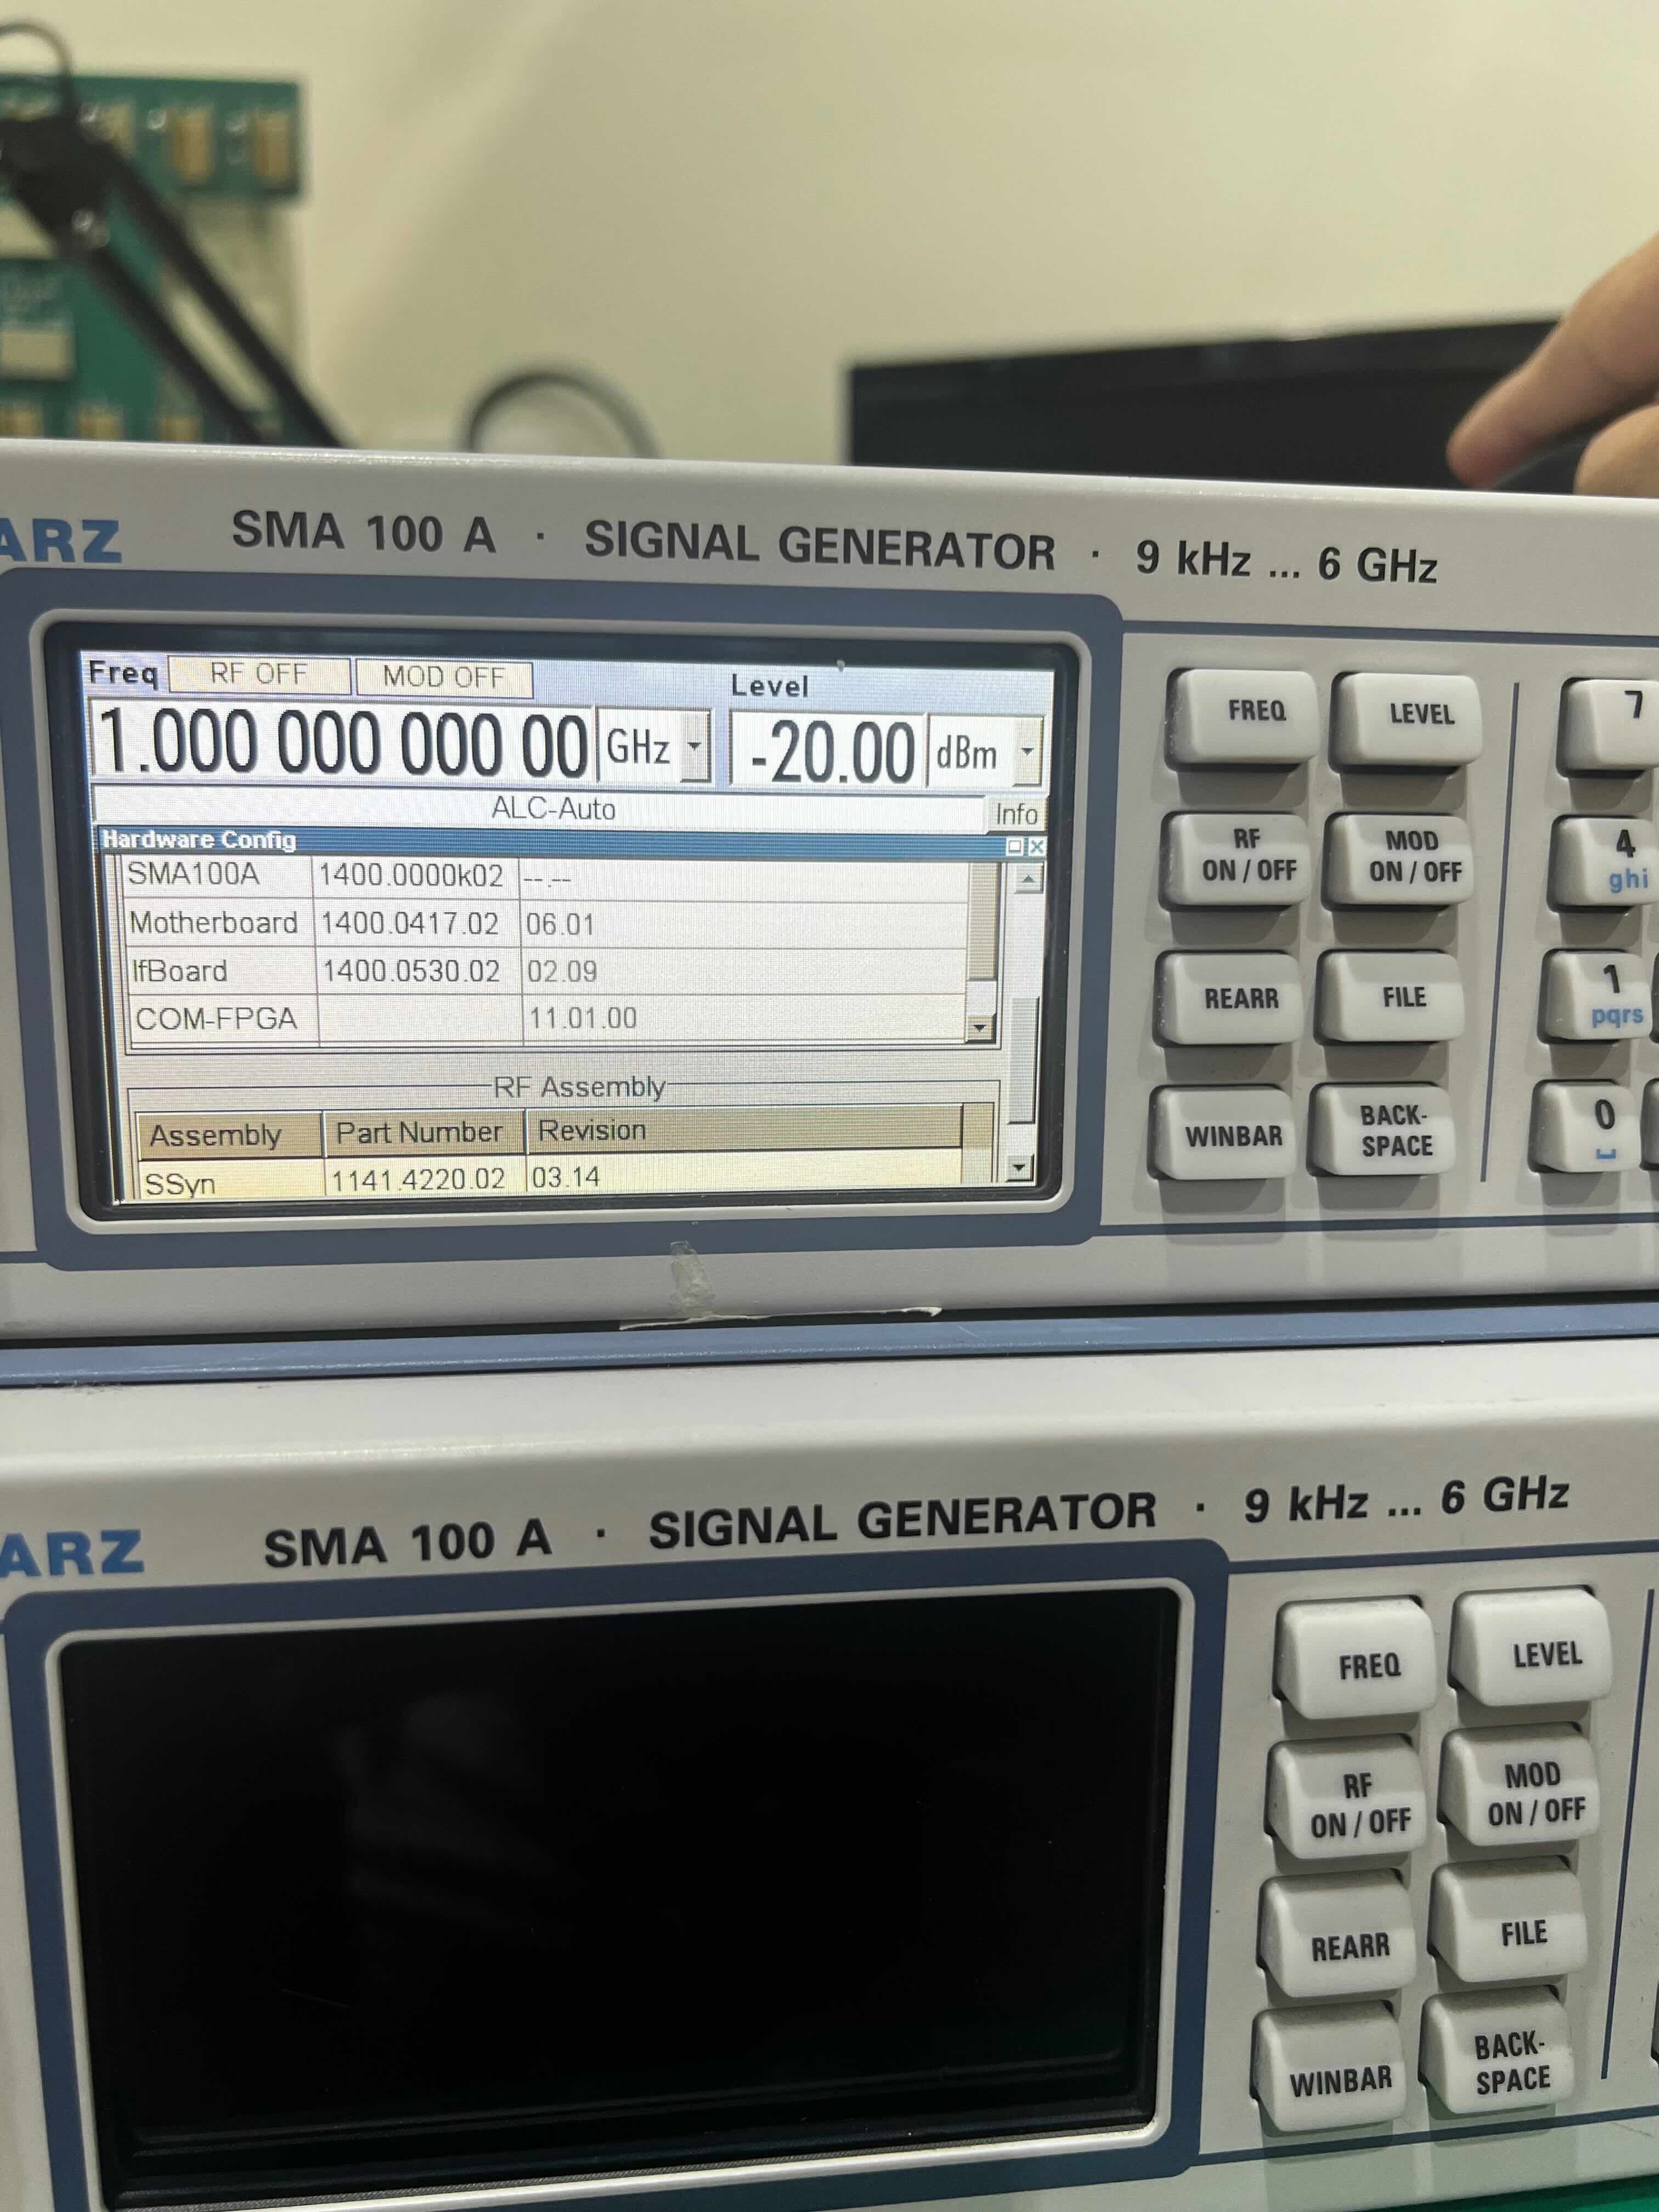 ARZ SMA 100 A · SIGNAL GENERATOR · 9 kHz ... 6 GHz
Freq RF OFF MOD OFF Level
1.000 000 000 00 GHz -20.00 dBm
ALC-Auto Info
Hardware Config
SMA100A 1400.0000k02 --.--
Motherboard 1400.0417.02 06.01
IfBoard 1400.0530.02 02.09
COM-FPGA 11.01.00
RF Assembly
Assembly Part Number Revision
SSyn 1141.4220.02 03.14
FREQ LEVEL 7
RF ON / OFF MOD ON / OFF 4 ghi
REARR FILE 1 pqrs
WINBAR BACK-SPACE 0
ARZ SMA 100 A · SIGNAL GENERATOR · 9 kHz ... 6 GHz
FREQ LEVEL
RF ON / OFF MOD ON / OFF
REARR FILE
WINBAR BACK-SPACE